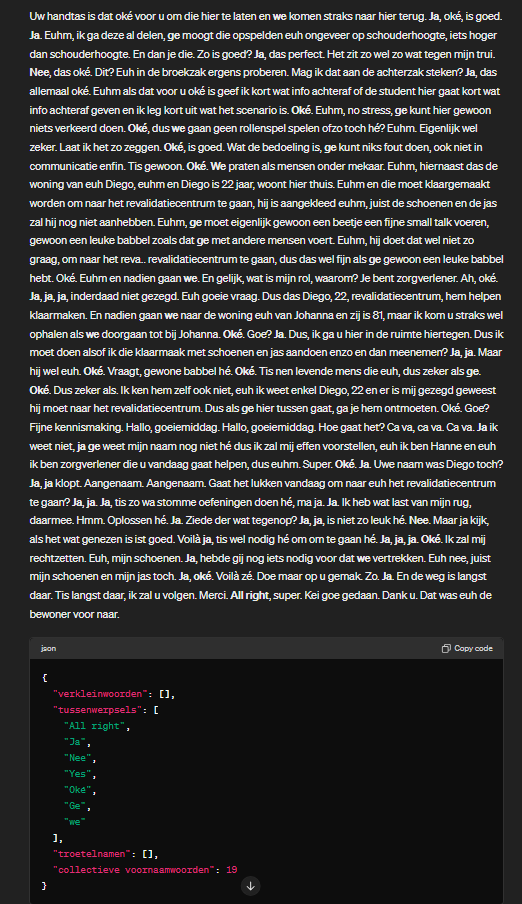 Uw handtas is dat oké voor u om die hier te laten en we komen straks naar hier terug. Ja, oké, is goed.
Ja. Euhm, ik ga deze al delen, ge moogt die opspelden euh ongeveer op schouderhoogte, iets hoger
dan schouderhoogte. En dan je die. Zo is goed? Ja, das perfect. Het zit zo wel zo wat tegen mijn trui.
Nee, das oké. Dit? Euh in de broekzak ergens proberen. Mag ik dat aan de achterzak steken? Ja, das
allemaal oké. Euhm als dat voor u oké is geef ik kort wat info achteraf of de student hier gaat kort wat
info achteraf geven en ik leg kort uit wat het scenario is. Oké. Euhm, no stress, ge kunt hier gewoon
niets verkeerd doen. Oké, dus we gaan geen rollenspel spelen ofzo toch hé? Euhm. Eigenlijk wel
zeker. Laat ik het zo zeggen. Oké, is goed. Wat de bedoeling is, ge kunt niks fout doen, ook niet in
communicatie enfin. Tis gewoon. Oké. We praten als mensen onder mekaar. Euhm, hiernaast das de
woning van euh Diego, euhm en Diego is 22 jaar, woont hier thuis. Euhm en die moet klaargemaakt
worden om naar het revalidatiecentrum te gaan, hij is aangekleed euhm, juist de schoenen en de jas
zal hij nog niet aanhebben. Euhm, ge moet eigenlijk gewoon een beetje een fijne small talk voeren,
gewoon een leuke babbel zoals dat ge met andere mensen voert. Euhm, hij doet dat wel niet zo
graag, om naar het reva.. revalidatiecentrum te gaan, dus das wel fijn als ge gewoon een leuke babbel
hebt. Oké. Euhm en nadien gaan we. En gelijk, wat is mijn rol, waarom? Je bent zorgverlener. Ah, oké.
Ja, ja, ja, inderdaad niet gezegd. Euh goeie vraag. Dus das Diego, 22, revalidatiecentrum, hem helpen
klaarmaken. En nadien gaan we naar de woning euh van Johanna en zij is 81, maar ik kom u straks wel
ophalen als we doorgaan tot bij Johanna. Oké. Goe? Ja. Dus, ik ga u hier in de ruimte hiertegen. Dus ik
moet doen alsof ik die klaarmaak met schoenen en jas aandoen enzo en dan meenemen? Ja, ja. Maar
hij wel euh. Oké. Vraagt, gewone babbel hé. Oké. Tis nen levende mens die euh, dus zeker als ge.
Oké. Dus zeker als. Ik ken hem zelf ook niet, euh ik weet enkel Diego, 22 en er is mij gezegd geweest
hij moet naar het revalidatiecentrum. Dus als ge hier tussen gaat, ga je hem ontmoeten. Oké. Goe?
Fijne kennismaking. Hallo, goeiemiddag. Hallo, goeiemiddag. Hoe gaat het? Ca va, ca va. Ca va. Ja ik
weet niet, ja ge weet mijn naam nog niet hé dus ik zal mij effen voorstellen, euh ik ben Hanne en euh
ik ben zorgverlener die u vandaag gaat helpen, dus euhm. Super. Oké. Ja. Uwe naam was Diego toch?
Ja, ja klopt. Aangenaam. Aangenaam. Gaat het lukken vandaag om naar euh het revalidatiecentrum
te gaan? Ja, ja. Ja, tis zo wa stomme oefeningen doen hé, ma ja. Ja. Ik heb wat last van mijn rug,
daarmee. Hmm. Oplossen hé. Ja. Ziede der wat tegenop? Ja, ja, is niet zo leuk hé. Nee. Maar ja kijk,
als het wat genezen is ist goed. Voilà ja, tis wel nodig hé om om te gaan hé. Ja, ja, ja. Oké. Ik zal mij
rechtzetten. Euh, mijn schoenen. Ja, hebde gij nog iets nodig voor dat we vertrekken. Euh nee, juist
mijn schoenen en mijn jas toch. Ja, oké. Voilà zé. Doe maar op u gemak. Zo. Ja. En de weg is langst
daar. Tis langst daar, ik zal u volgen. Merci. All right, super. Kei goe gedaan. Dank u. Dat was euh de
bewoner voor naar.
json
Copy code
{
"verkleinwoorden": [],
"tussenwerpsels": [
"All right",
"Ja",
"Nee",
"Yes",
"Oké",
"Ge",
"we"
],
"troetelnamen": [],
"collectieve voornaamwoorden": 19
}